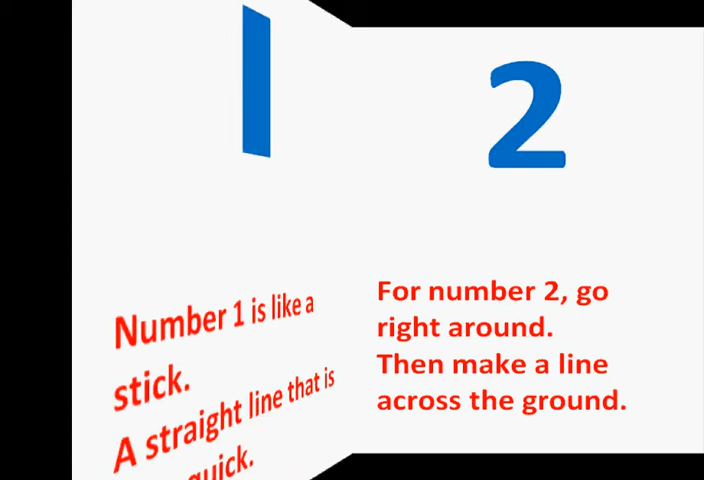 1
Number 1 is like a
stick.
A straight line that is
quick.
2
For number 2, go
right around.
Then make a line
across the ground.